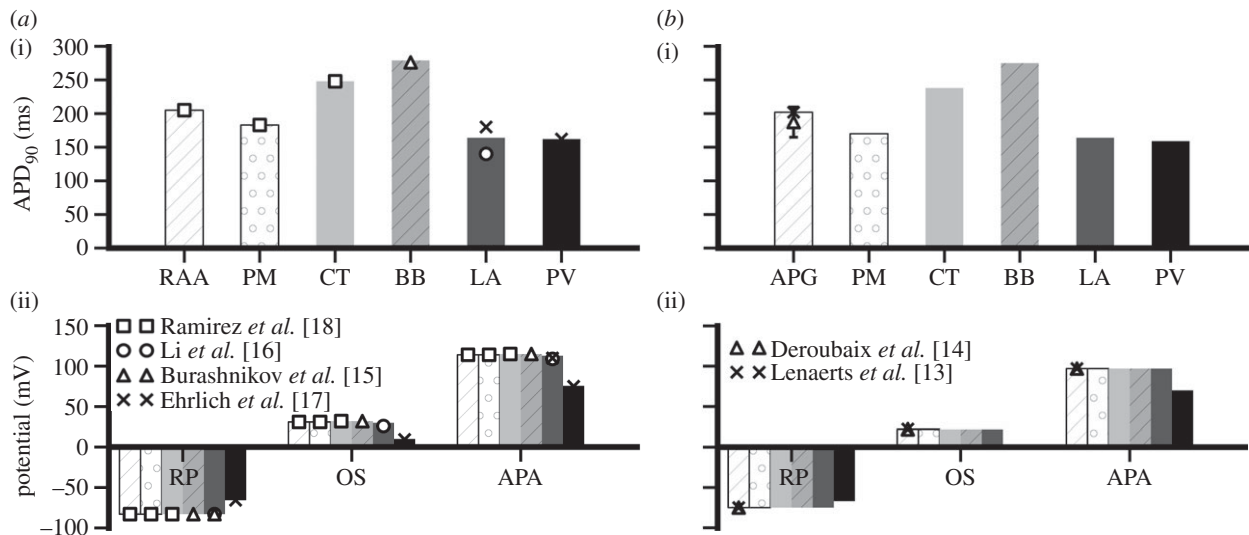 (a)
(i)
APD90 (ms)
300
250
200
150
100
50
0
RAA PM CT BB LA PV
(b)
(i)
APG PM CT BB LA PV
(ii)
potential (mV)
150
100
50
0
−50
−100
Ramirez et al. [18]
Li et al. [16]
Burashnikov et al. [15]
Ehrlich et al. [17]
RP OS APA
(ii)
Deroubaix et al. [14]
Lenaerts et al. [13]
RP OS APA